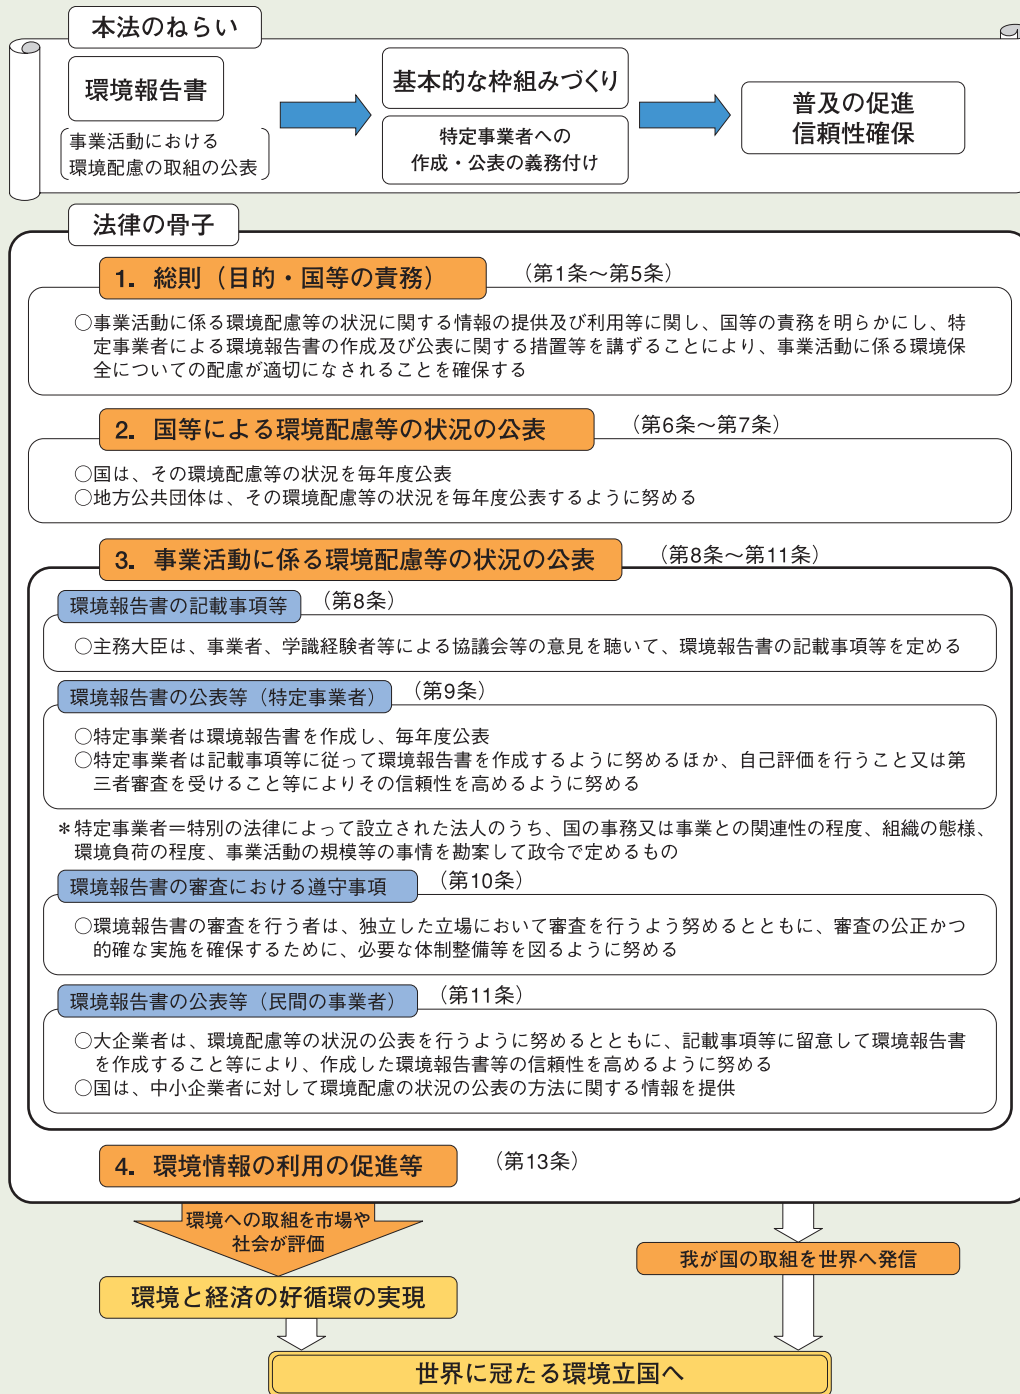 本法のねらい
環境報告書
事業活動における
環境配慮の取組の公表
基本的な枠組みづくり
特定事業者への
作成・公表の義務付け
普及の促進
信頼性確保
法律の骨子
1. 総則（目的・国等の責務）
（第1条～第5条）
○事業活動に係る環境配慮等の状況に関する情報の提供及び利用等に関し、国等の責務を明らかにし、特
定事業者による環境報告書の作成及び公表に関する措置等を講ずることにより、事業活動に係る環境保
全についての配慮が適切になされることを確保する
2. 国等による環境配慮等の状況の公表
（第6条～第7条）
○国は、その環境配慮等の状況を毎年度公表
○地方公共団体は、その環境配慮等の状況を毎年度公表するように努める
3. 事業活動に係る環境配慮等の状況の公表
（第8条～第11条）
環境報告書の記載事項等
（第8条）
○主務大臣は、事業者、学識経験者等による協議会等の意見を聴いて、環境報告書の記載事項等を定める
環境報告書の公表等（特定事業者）
（第9条）
○特定事業者は環境報告書を作成し、毎年度公表
○特定事業者は記載事項等に従って環境報告書を作成するように努めるほか、自己評価を行うこと又は第
三者審査を受けること等によりその信頼性を高めるように努める
＊特定事業者＝特別の法律によって設立された法人のうち、国の事務又は事業との関連性の程度、組織の態様、
環境負荷の程度、事業活動の規模等の事情を勘案して政令で定めるもの
環境報告書の審査における遵守事項
（第10条）
○環境報告書の審査を行う者は、独立した立場において審査を行うよう努めるとともに、審査の公正かつ
的確な実施を確保するために、必要な体制整備等を図るように努める
環境報告書の公表等（民間の事業者）
（第11条）
○大企業者は、環境配慮等の状況の公表を行うように努めるとともに、記載事項等に留意して環境報告書
を作成すること等により、作成した環境報告書等の信頼性を高めるように努める
○国は、中小企業者に対して環境配慮の状況の公表の方法に関する情報を提供
4. 環境情報の利用の促進等
（第13条）
環境への取組を市場や
社会が評価
我が国の取組を世界へ発信
環境と経済の好循環の実現
世界に冠たる環境立国へ